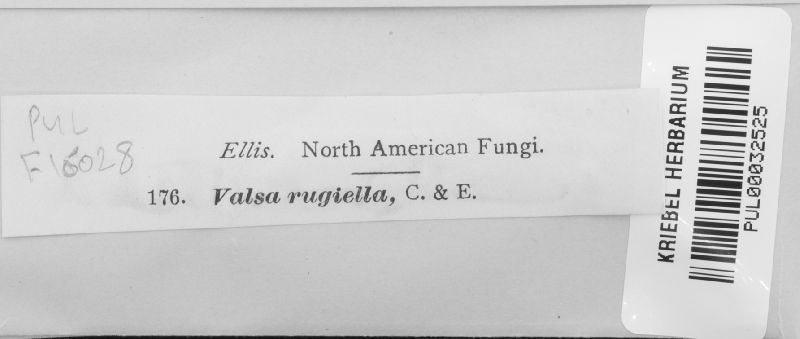 PUL
F16028
Ellis. North American Fungi.
176. Valsa rugiella, C. & E.
KRIEBEL HERBARIUM
PUL00032525